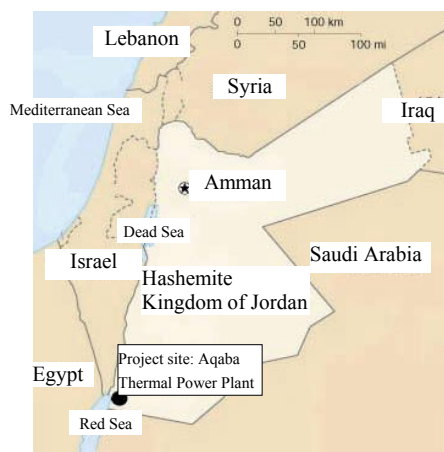 0 50 100 km
0 50 100 mi
Lebanon
Syria
Mediterranean Sea
Iraq
Amman
Dead Sea
Saudi Arabia
Israel
Hashemite
Kingdom of Jordan
Project site: Aqaba
Thermal Power Plant
Egypt
Red Sea